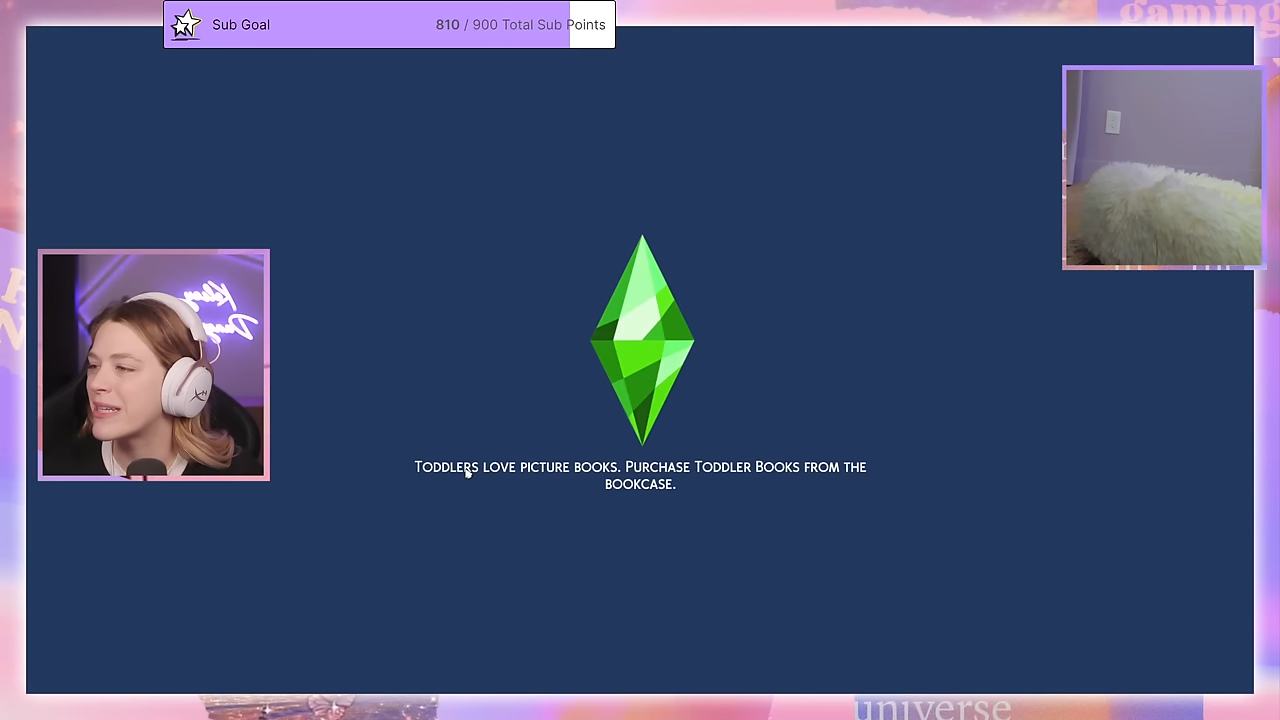 gaming
Sub Goal
810 / 900 Total Sub Points
Kelsey
TODDLERS LOVE PICTURE BOOKS. PURCHASE TODDLER BOOKS FROM THE
BOOKCASE.
universe